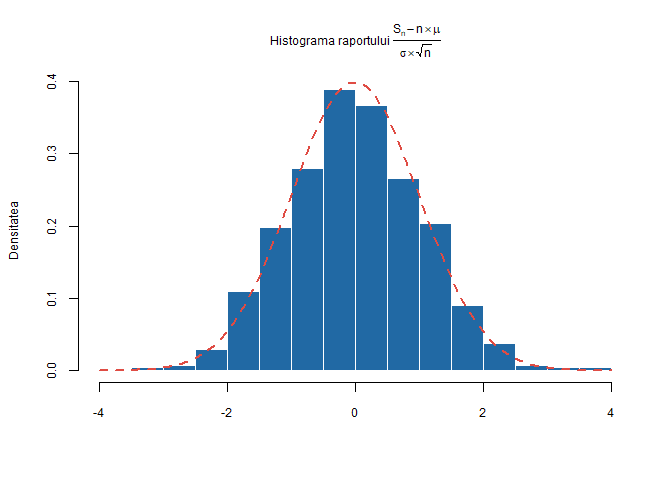 Histograma raportului (Sₙ − n × μ) / (σ × √n)
0.4
0.3
0.2
0.1
0.0
Densitatea
-4 -2 0 2 4